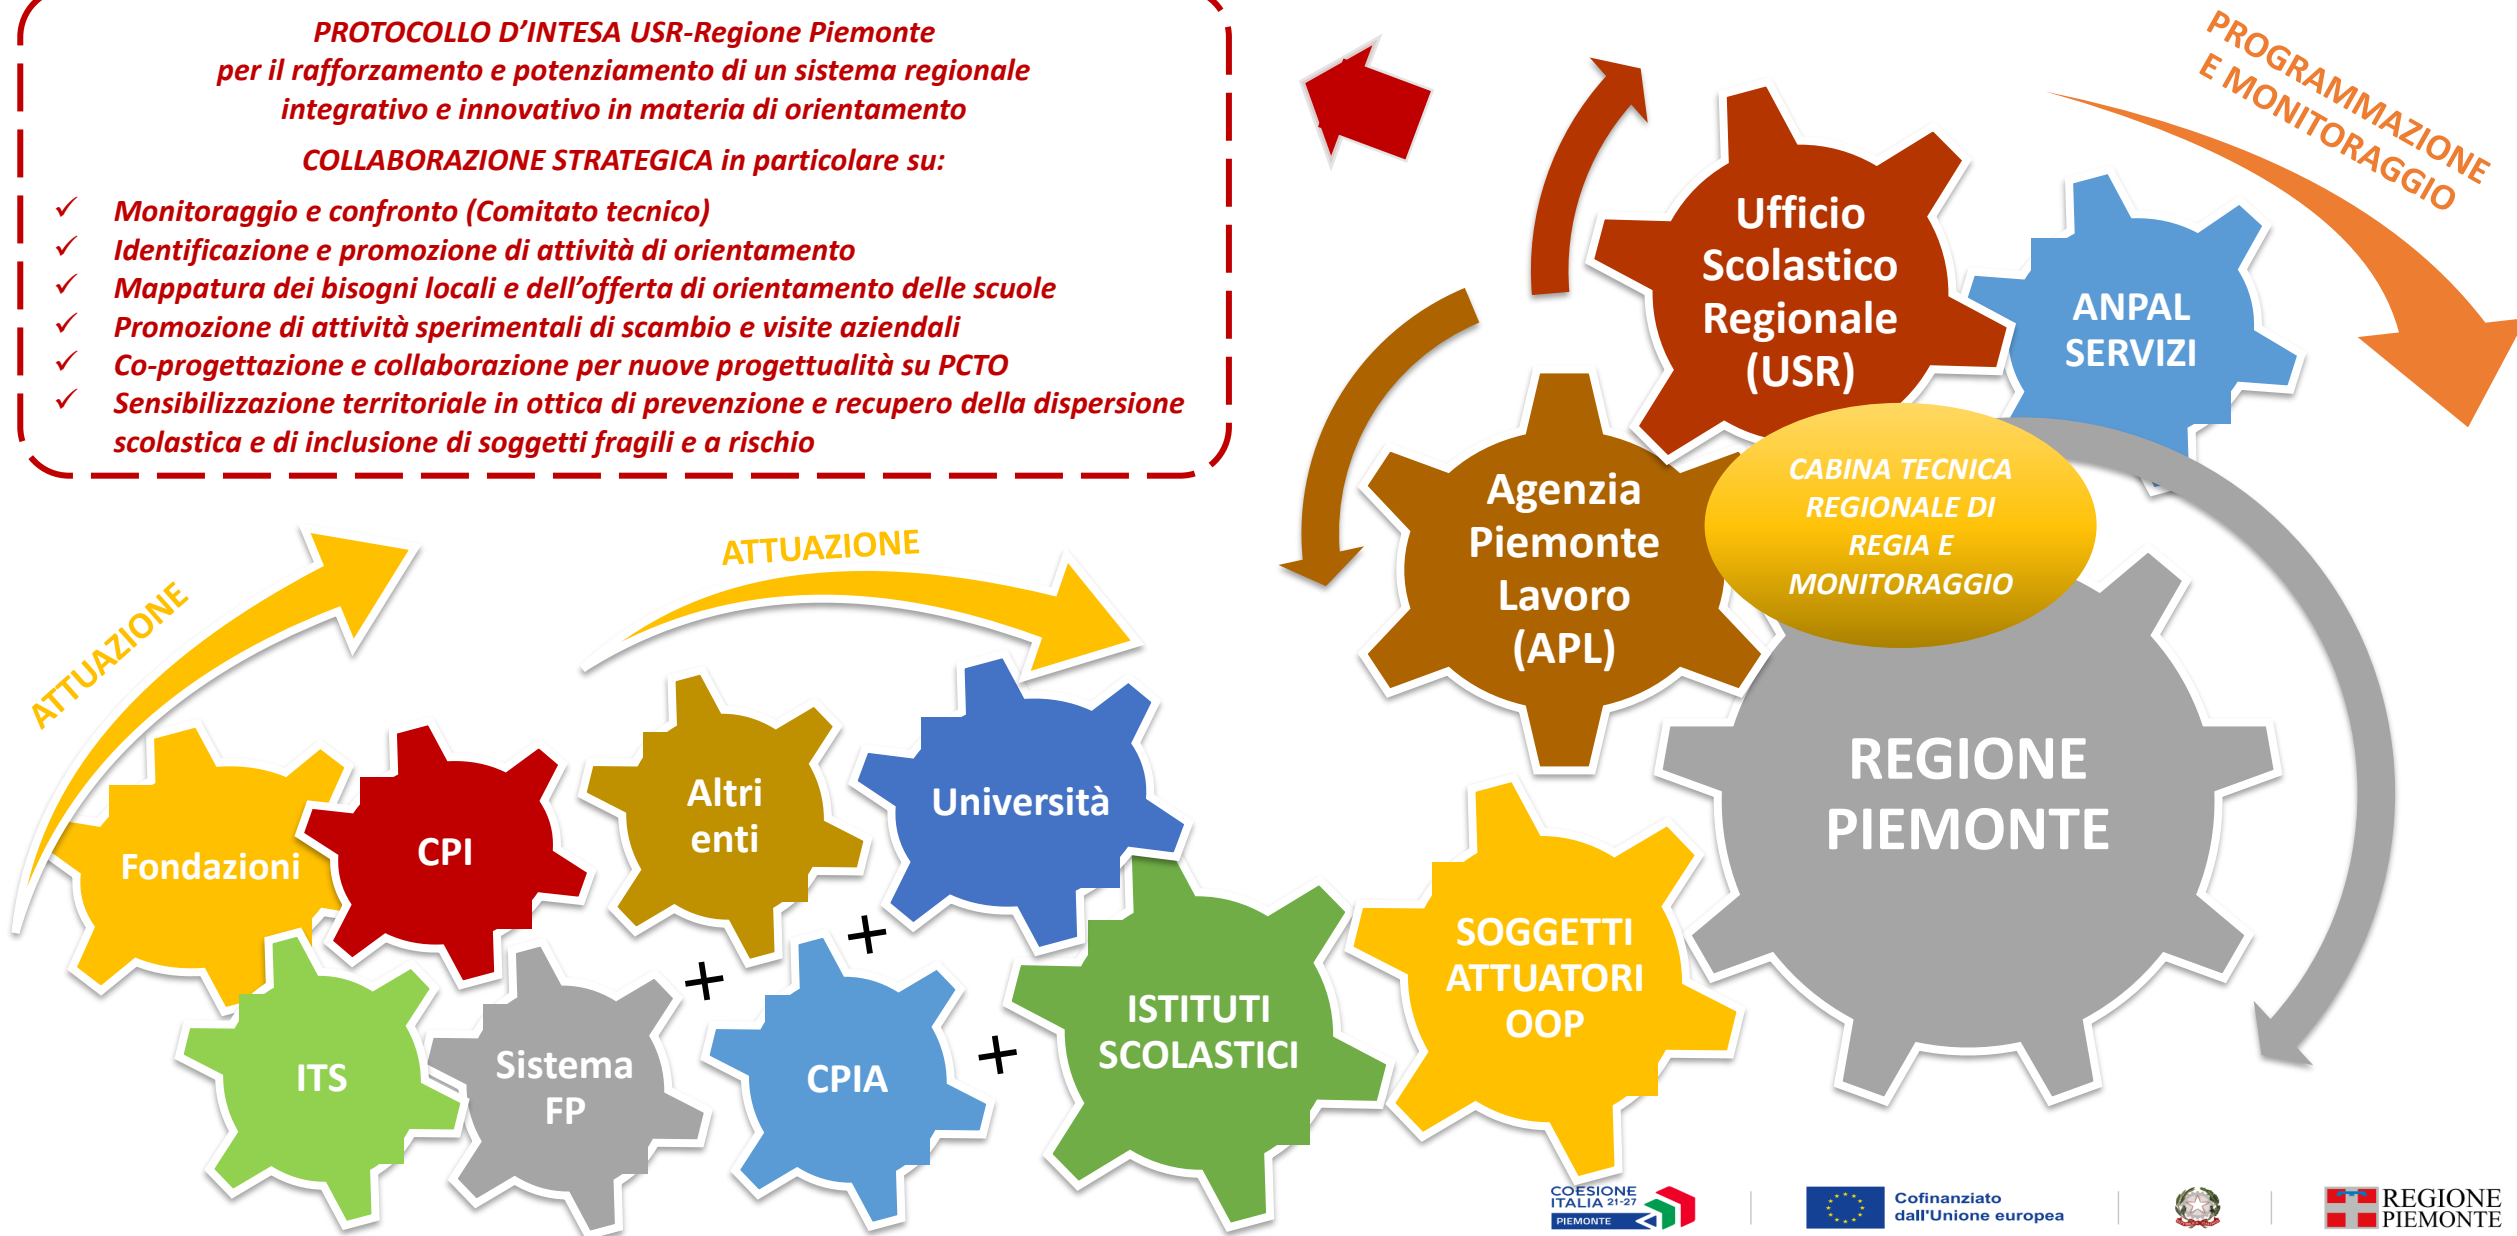 PROTOCOLLO D'INTESA USR-Regione Piemonte
per il rafforzamento e potenziamento di un sistema regionale
integrativo e innovativo in materia di orientamento
COLLABORAZIONE STRATEGICA in particolare su:
✓ Monitoraggio e confronto (Comitato tecnico)
✓ Identificazione e promozione di attività di orientamento
✓ Mappatura dei bisogni locali e dell'offerta di orientamento delle scuole
✓ Promozione di attività sperimentali di scambio e visite aziendali
✓ Co-progettazione e collaborazione per nuove progettualità su PCTO
✓ Sensibilizzazione territoriale in ottica di prevenzione e recupero della dispersione
scolastica e di inclusione di soggetti fragili e a rischio
PROGRAMMAZIONE
E MONITORAGGIO
Ufficio
Scolastico
Regionale
(USR)
ANPAL
SERVIZI
Agenzia
Piemonte
Lavoro
(APL)
CABINA TECNICA
REGIONALE DI
REGIA E
MONITORAGGIO
REGIONE
PIEMONTE
ATTUAZIONE
ATTUAZIONE
Fondazioni
CPI
Altri
enti
Università
ITS
Sistema
FP
+
+
CPIA
+
ISTITUTI
SCOLASTICI
SOGGETTI
ATTUATORI
OOP
COESIONE
ITALIA 21-27
PIEMONTE
Cofinanziato
dall'Unione europea
REGIONE
PIEMONTE